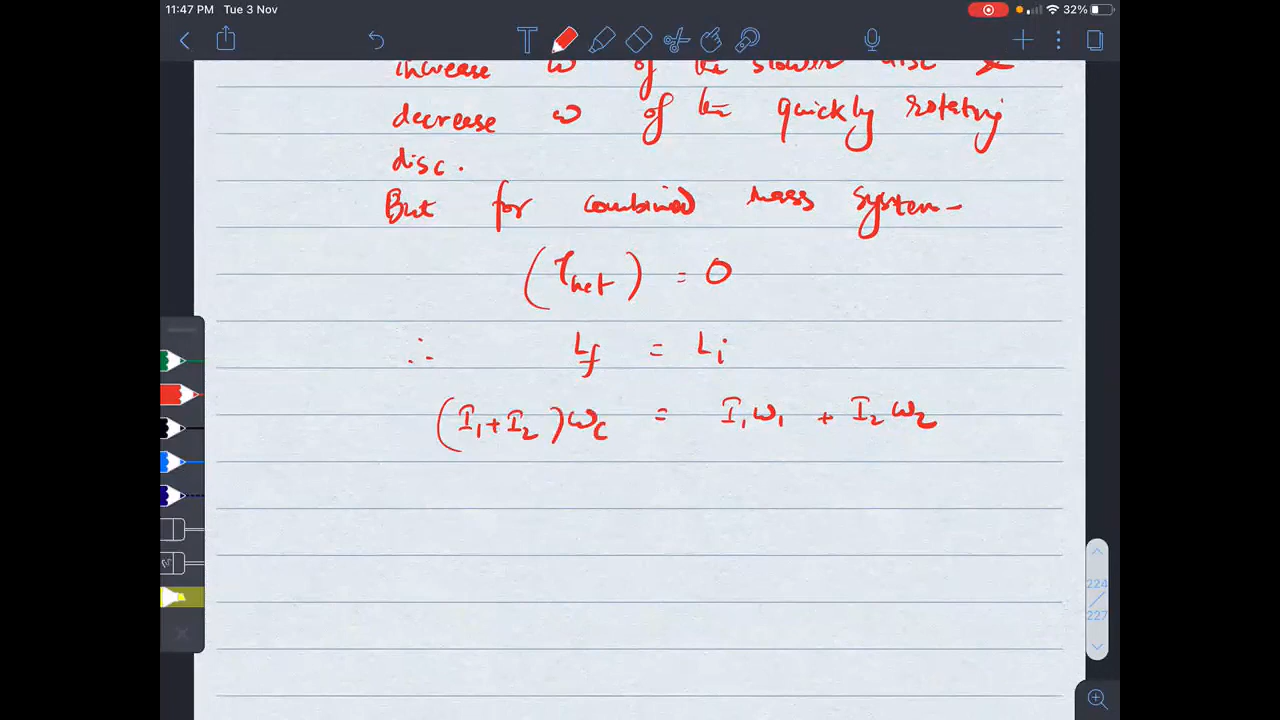 11:47 PM Tue 3 Nov
32%
T
increase ω of the slower disc &
decrease ω of the quickly rotating
disc.
But for combined mass system–
(τnet) = 0
∴ Lf = Li
(I₁+I₂)ωc = I₁ω₁ + I₂ω₂
224
/
227